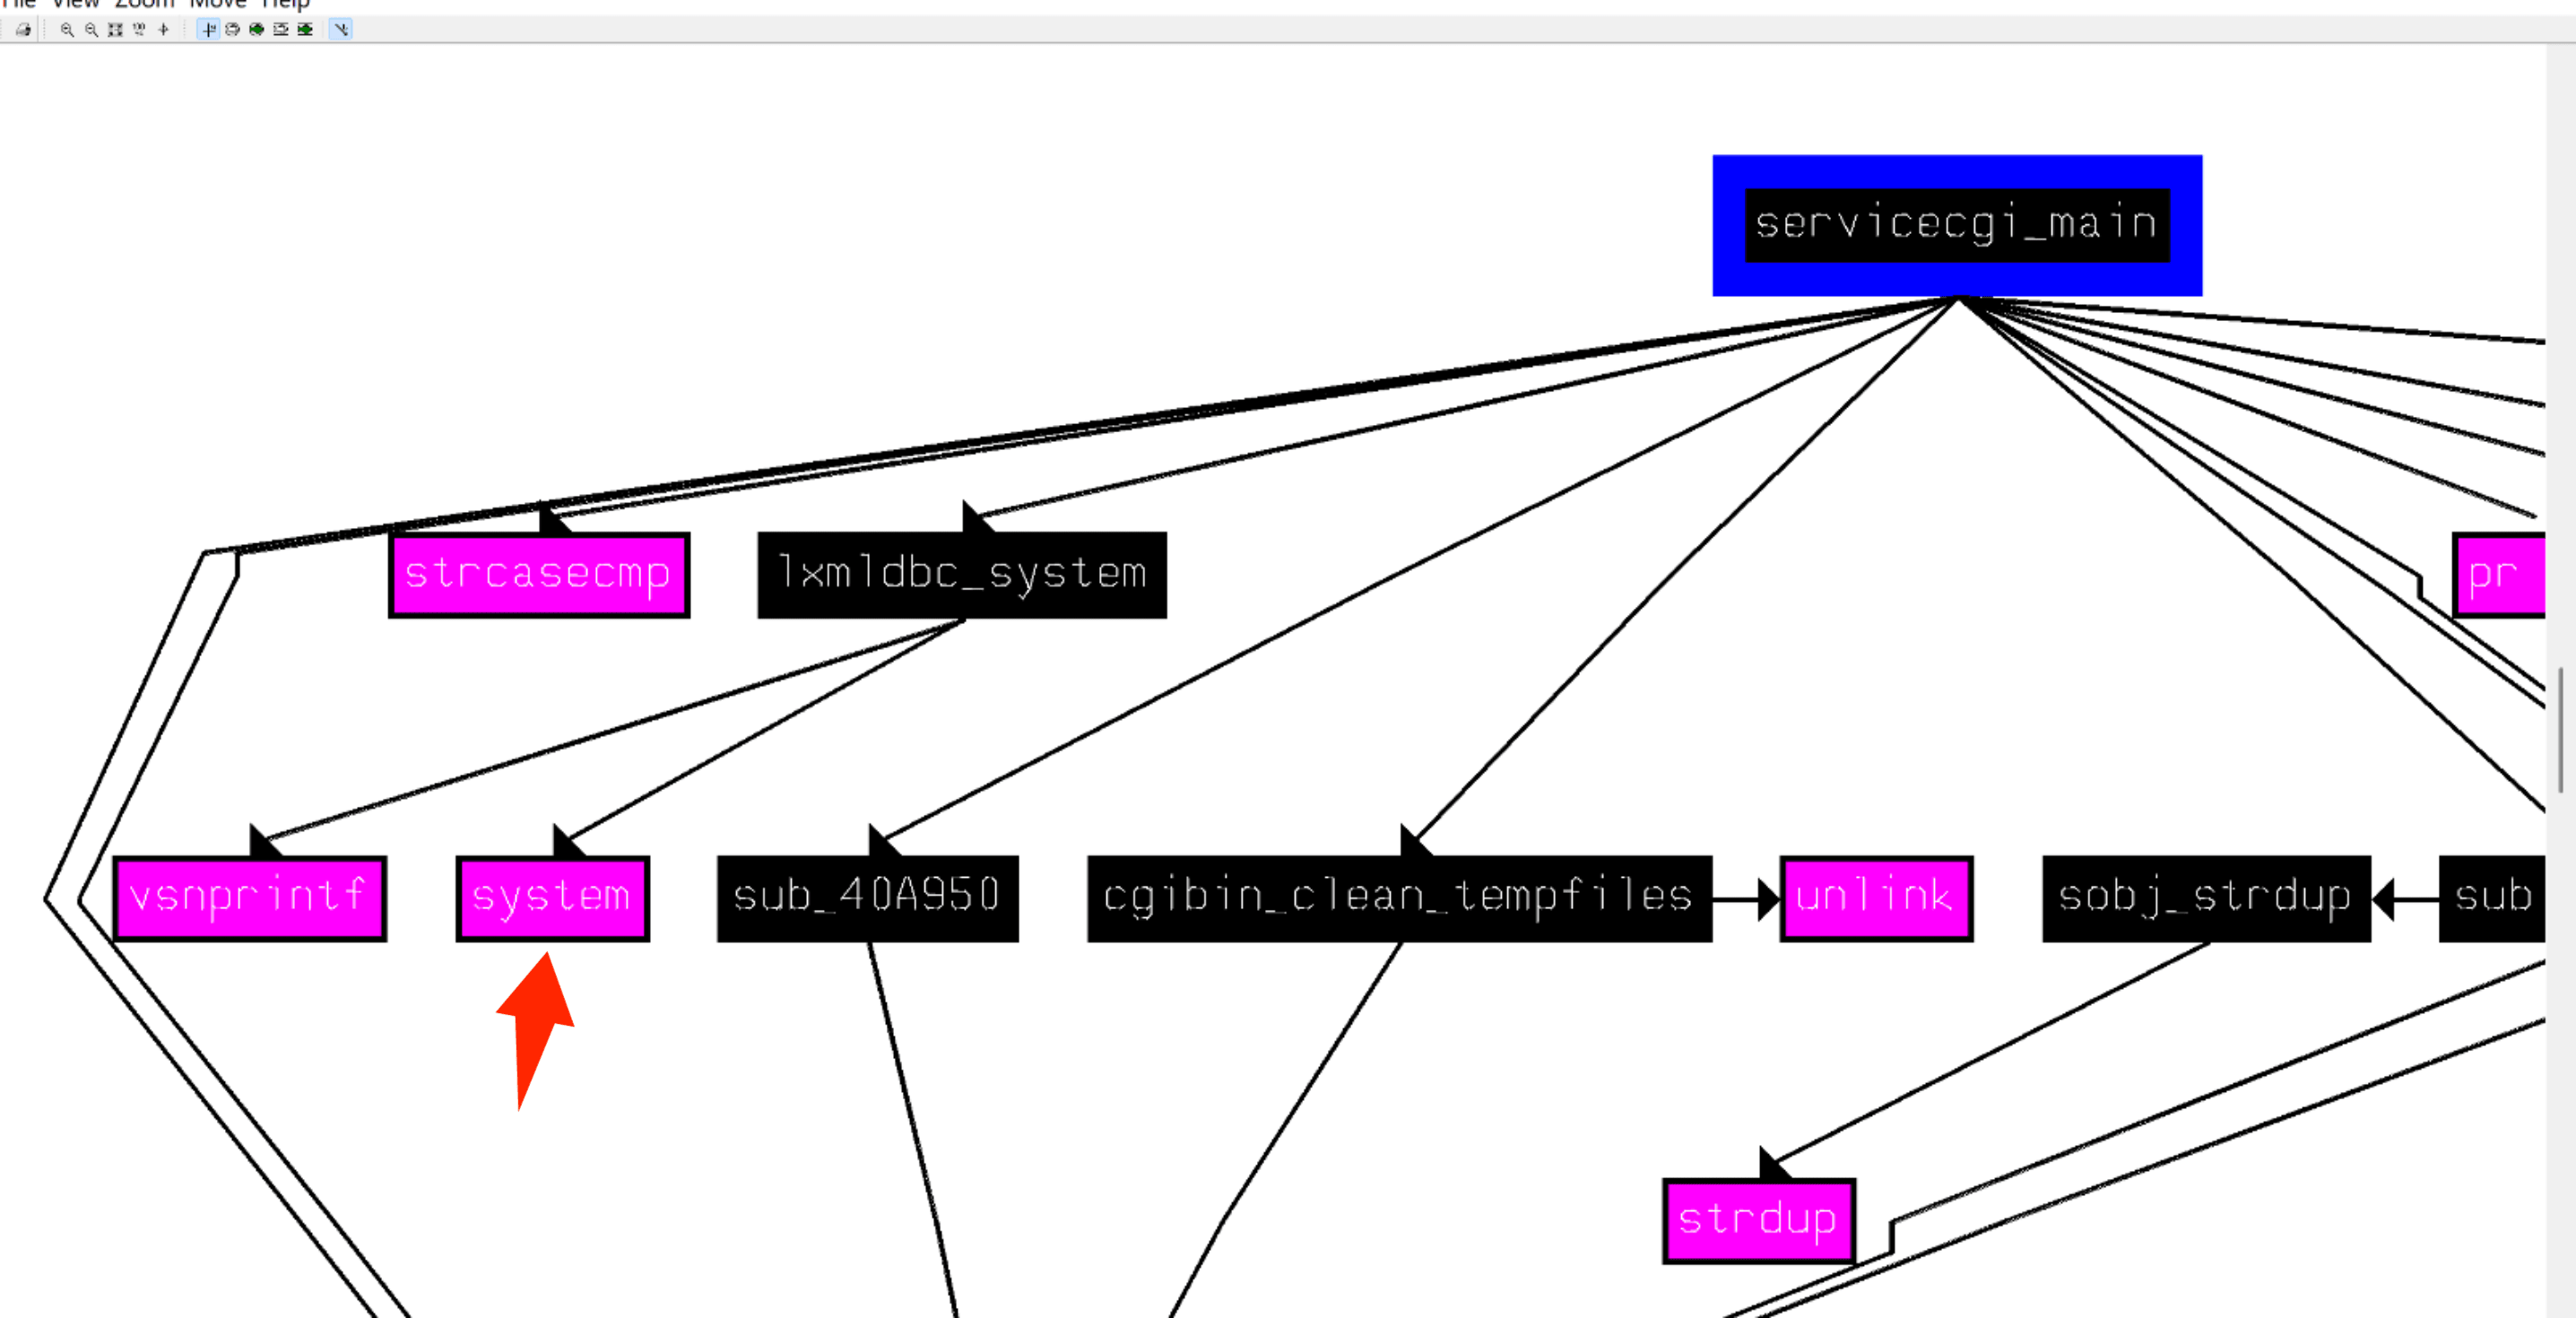 File View Zoom Move Help
servicecgi_main
strcasecmp
lxmldbc_system
pr
vsnprintf
system
sub_40A950
cgibin_clean_tempfiles
unlink
sobj_strdup
sub
strdup